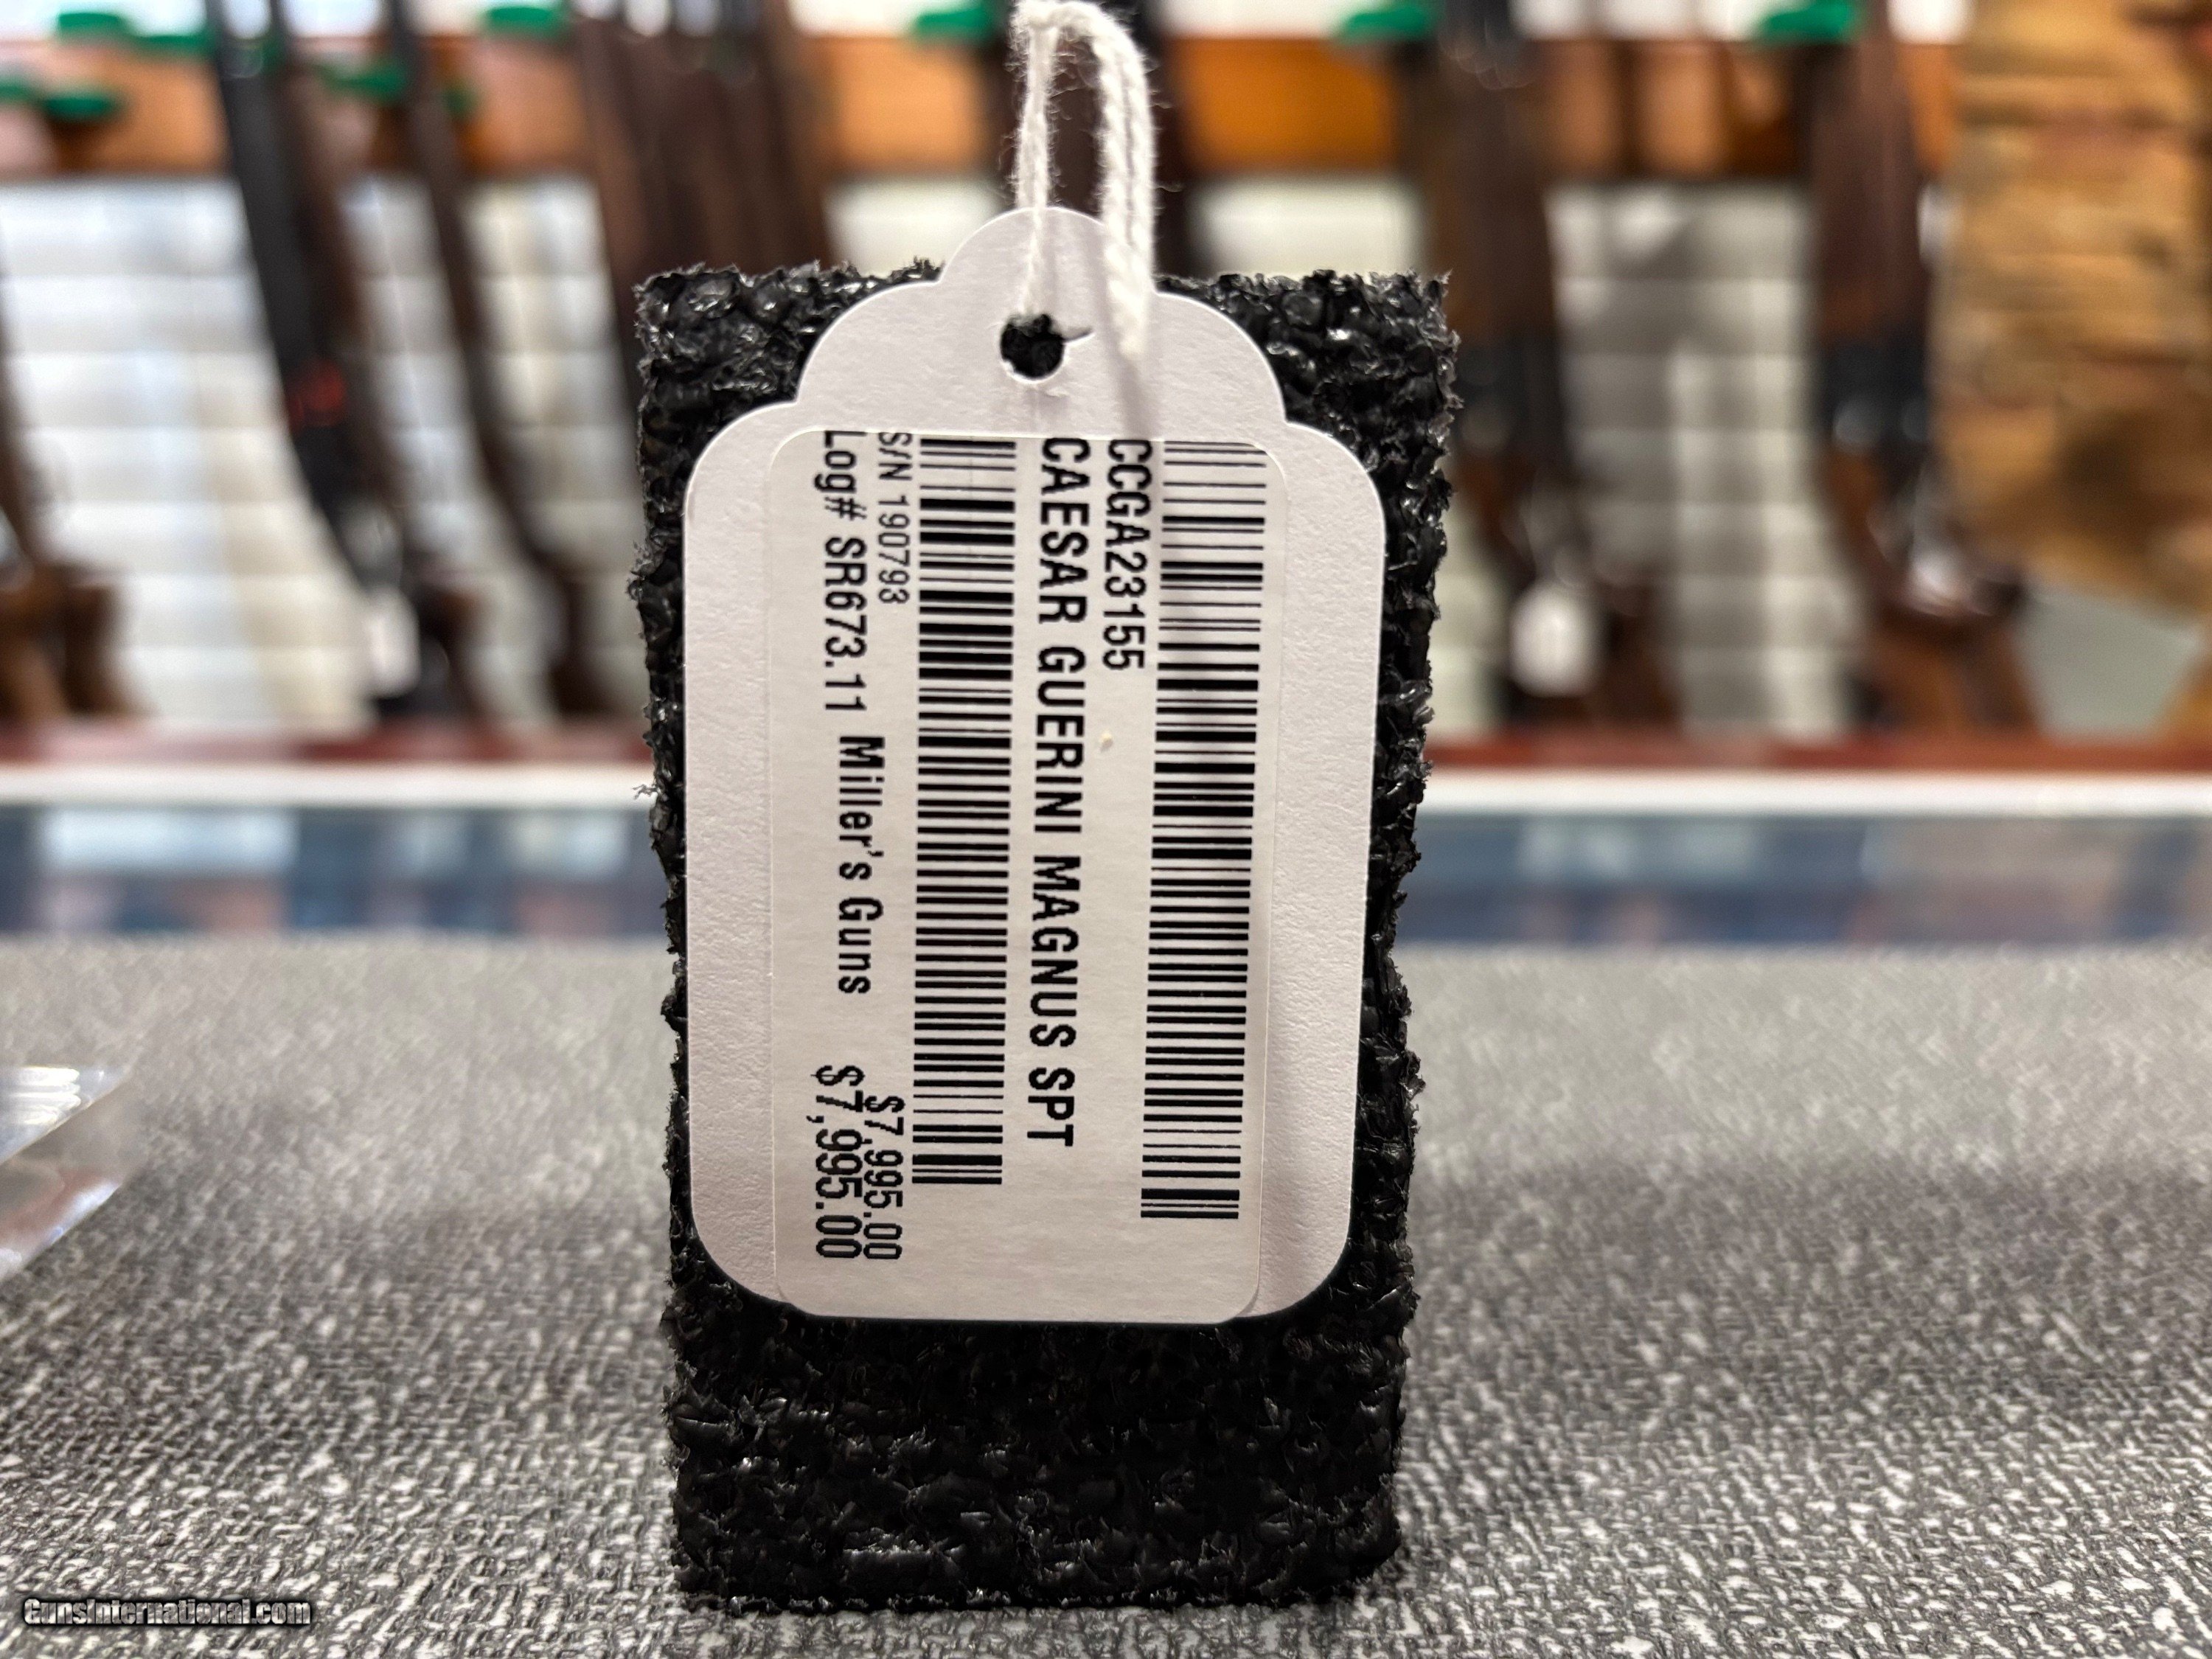 CCGA23155
CAESAR GUERINI MAGNUS SPT
S/N 190793 $7,995.00
Log# SR673.11 Miller's Guns $7,995.00
GunsInternational.com